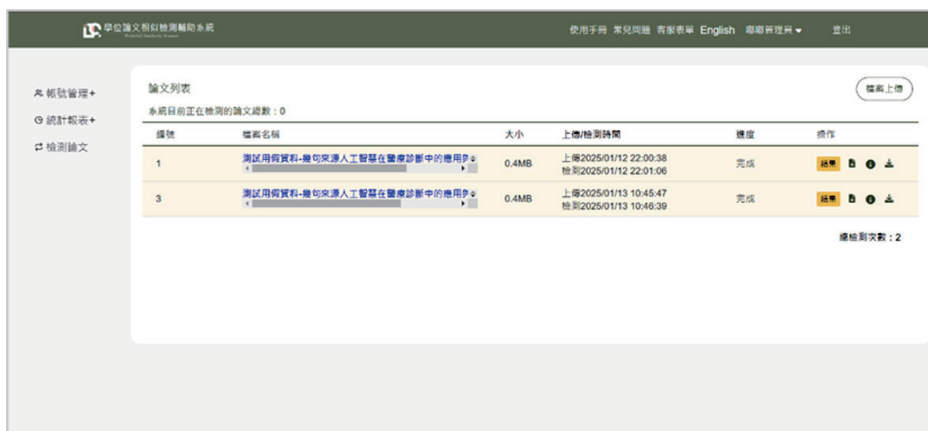 學位論文相似檢測輔助系統
使用手冊 常見問題 客服表單 English
登出
帳號管理+
統計報表+
檢測論文
論文列表
檔案上傳
系統目前正在檢測的論文總數：0
編號 檔案名稱 大小 上傳/檢測時間 進度 操作
1 測試用假資料-幾句來源人工智慧在醫療診斷中的應用 0.4MB 上傳2025/01/12 22:00:38 完成 結果
檢測2025/01/12 22:01:06
3 測試用假資料-幾句來源人工智慧在醫療診斷中的應用 0.4MB 上傳2025/01/13 10:45:47 完成 結果
檢測2025/01/13 10:46:39
總檢測次數：2